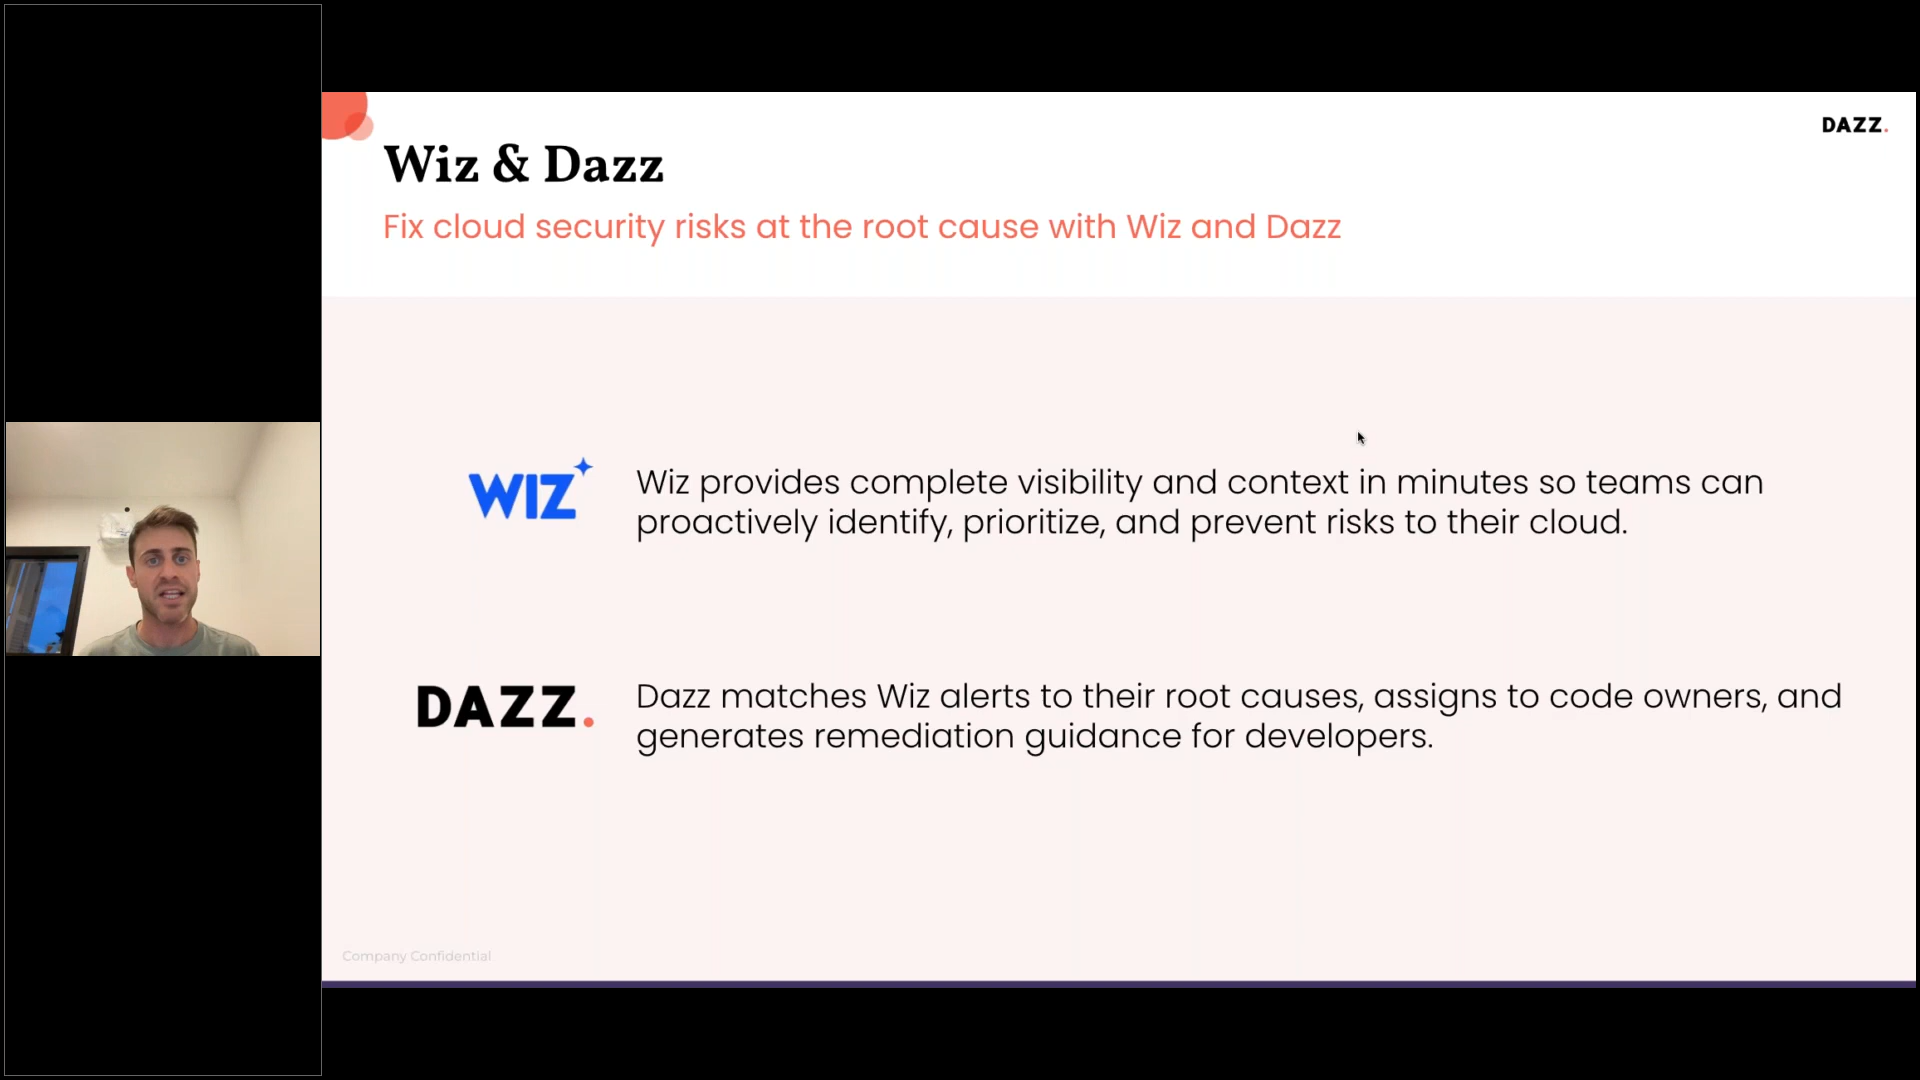 DAZZ.
Wiz & Dazz
Fix cloud security risks at the root cause with Wiz and Dazz
WIZ
Wiz provides complete visibility and context in minutes so teams can
proactively identify, prioritize, and prevent risks to their cloud.
DAZZ.
Dazz matches Wiz alerts to their root causes, assigns to code owners, and
generates remediation guidance for developers.
Company Confidential